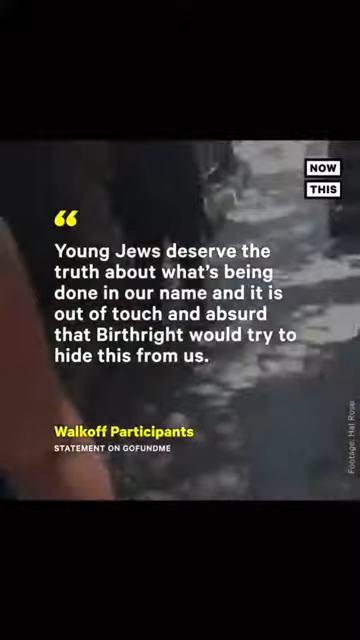 NOW
THIS
“
Young Jews deserve the
truth about what’s being
done in our name and it is
out of touch and absurd
that Birthright would try to
hide this from us.
Walkoff Participants
STATEMENT ON GOFUNDME
Footage: Hal Rose